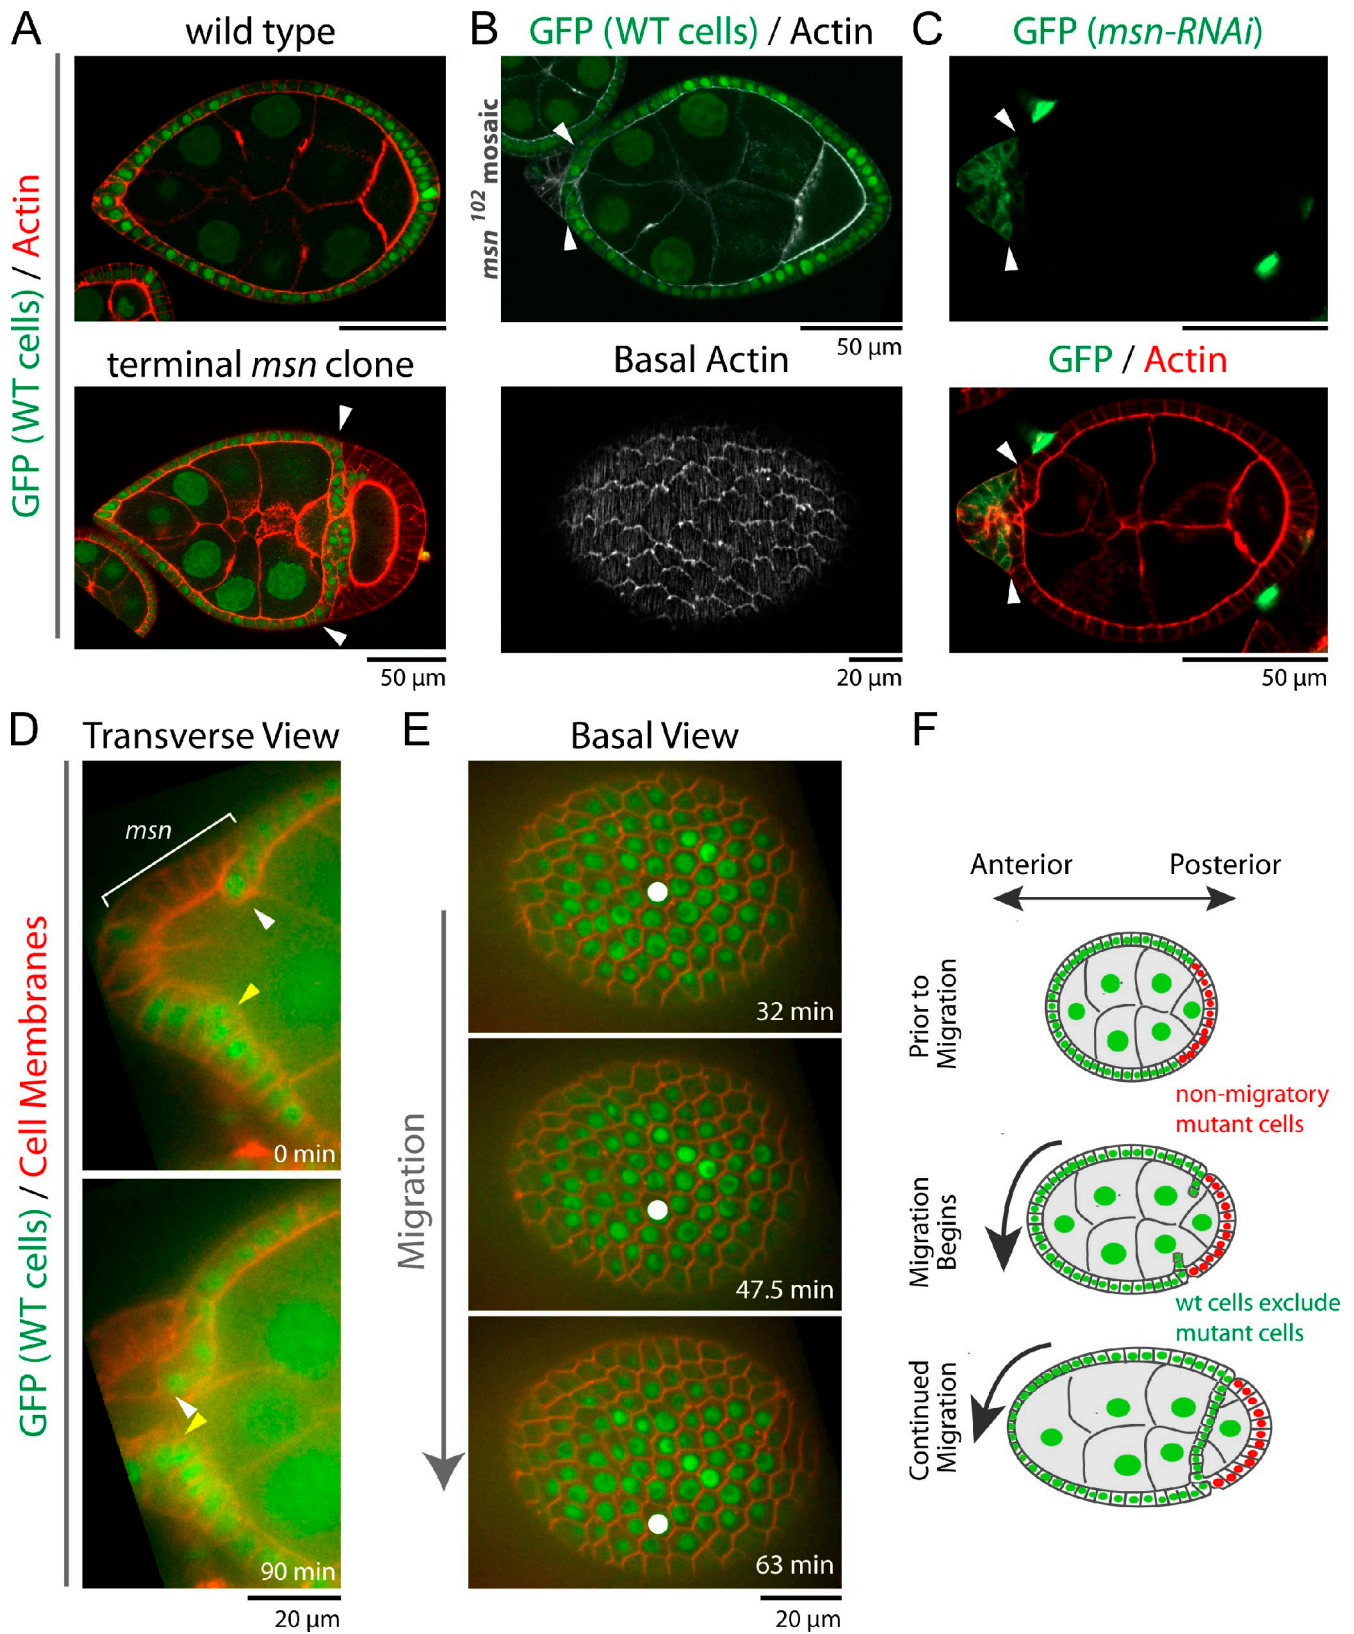 A
wild type
B
GFP (WT cells) / Actin
C
GFP (msn-RNAi)
GFP (WT cells) / Actin
msn 102 mosaic
50 µm
terminal msn clone
Basal Actin
GFP / Actin
50 µm
20 µm
50 µm
D
Transverse View
E
Basal View
F
GFP (WT cells) / Cell Membranes
msn
0 min
90 min
20 µm
Migration
32 min
47.5 min
63 min
20 µm
Anterior
Posterior
Prior to
Migration
non-migratory
mutant cells
Migration
Begins
wt cells exclude
mutant cells
Continued
Migration